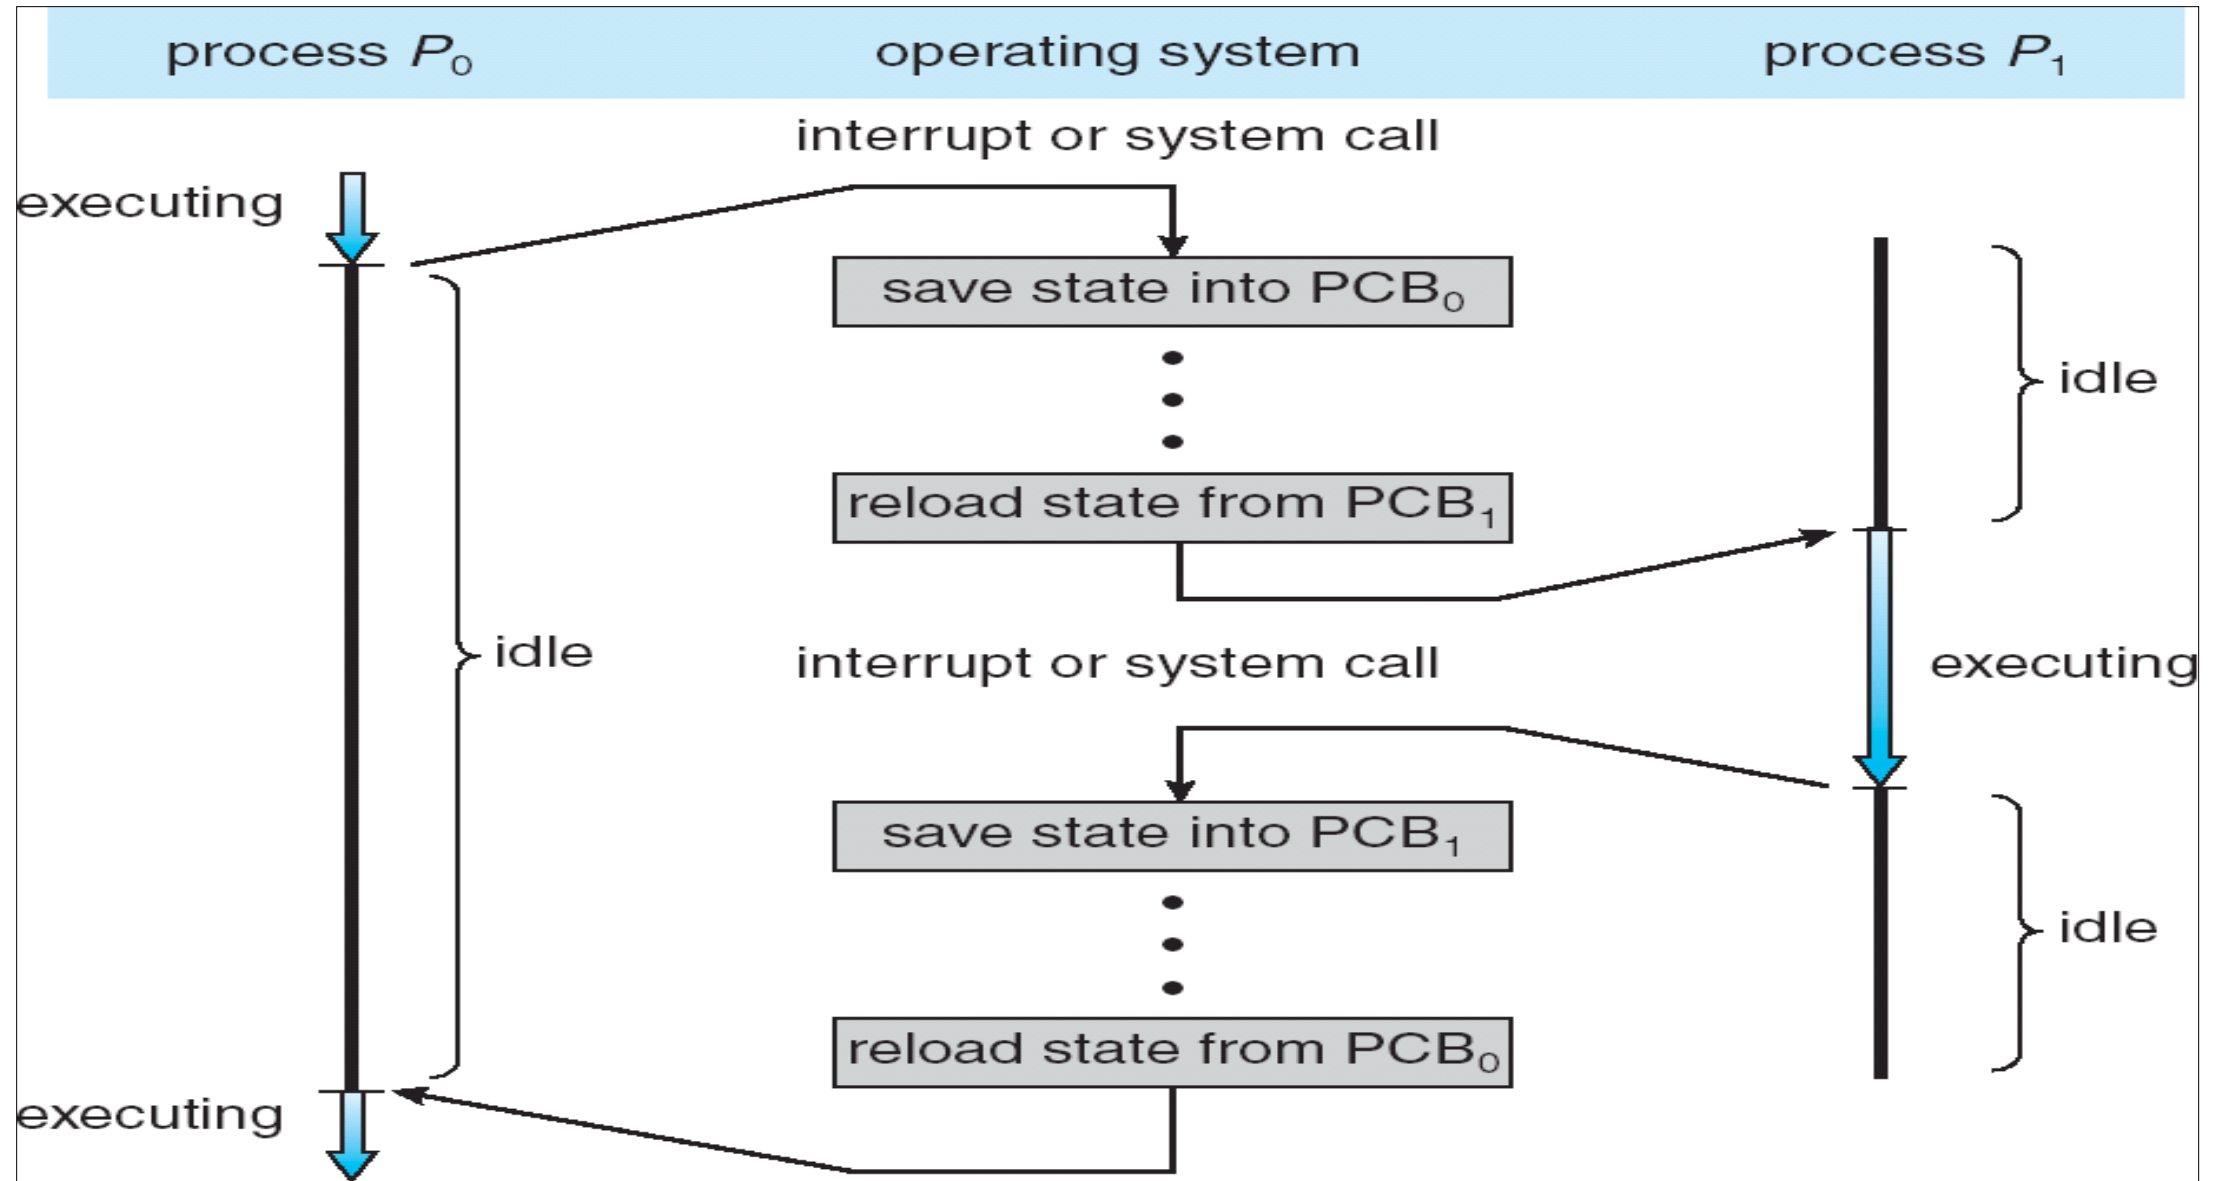 process P₀ operating system process P₁
interrupt or system call
executing
save state into PCB₀
idle
reload state from PCB₁
idle
interrupt or system call
executing
save state into PCB₁
idle
reload state from PCB₀
executing